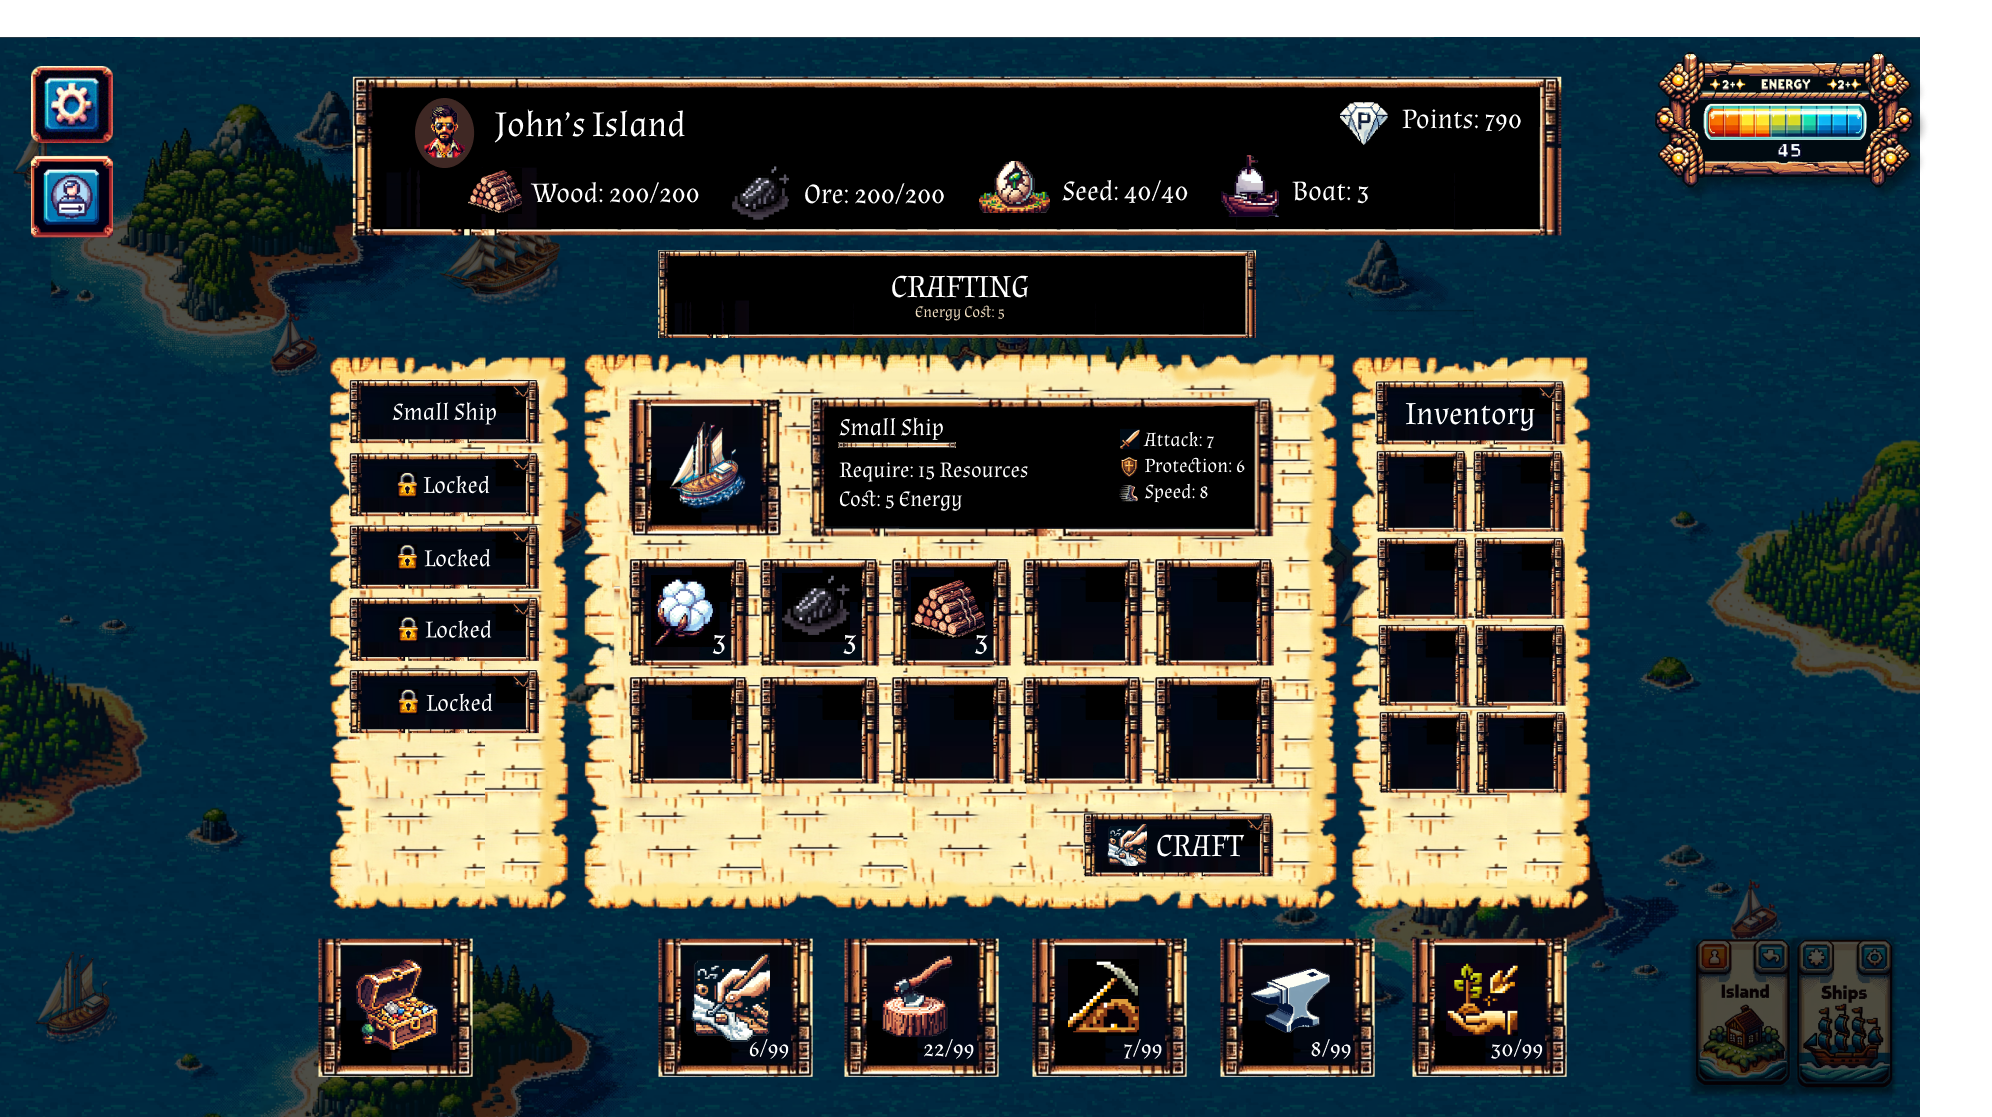 John's Island
Points: 790
Wood: 200/200
Ore: 200/200
Seed: 40/40
Boat: 3
2+ ENERGY 2+
45
CRAFTING
Energy Cost: 5
Small Ship
🔒 Locked
🔒 Locked
🔒 Locked
🔒 Locked
Small Ship
Require: 15 Resources
Cost: 5 Energy
Attack: 7
Protection: 6
Speed: 8
3
3
3
CRAFT
Inventory
6/99
22/99
7/99
8/99
30/99
Island
Ships